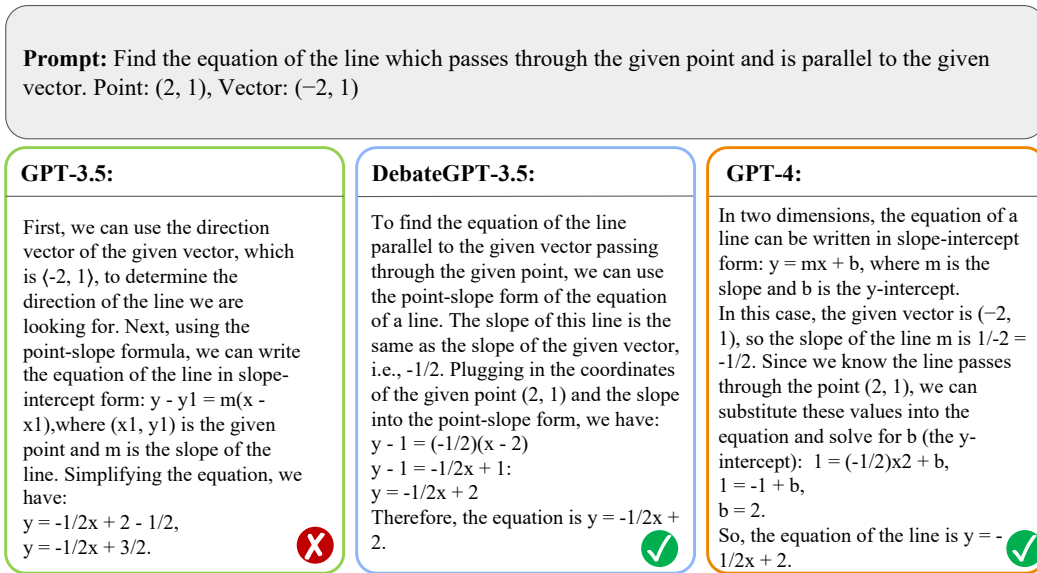 Prompt: Find the equation of the line which passes through the given point and is parallel to the given
vector. Point: (2, 1), Vector: (−2, 1)
GPT-3.5:
First, we can use the direction
vector of the given vector, which
is ⟨-2, 1⟩, to determine the
direction of the line we are
looking for. Next, using the
point-slope formula, we can write
the equation of the line in slope-
intercept form: y - y1 = m(x -
x1),where (x1, y1) is the given
point and m is the slope of the
line. Simplifying the equation, we
have:
y = -1/2x + 2 - 1/2,
y = -1/2x + 3/2.
DebateGPT-3.5:
To find the equation of the line
parallel to the given vector passing
through the given point, we can use
the point-slope form of the equation
of a line. The slope of this line is the
same as the slope of the given vector,
i.e., -1/2. Plugging in the coordinates
of the given point (2, 1) and the slope
into the point-slope form, we have:
y - 1 = (-1/2)(x - 2)
y - 1 = -1/2x + 1:
y = -1/2x + 2
Therefore, the equation is y = -1/2x +
2.
GPT-4:
In two dimensions, the equation of a
line can be written in slope-intercept
form: y = mx + b, where m is the
slope and b is the y-intercept.
In this case, the given vector is (−2,
1), so the slope of the line m is 1/-2 =
-1/2. Since we know the line passes
through the point (2, 1), we can
substitute these values into the
equation and solve for b (the y-
intercept): 1 = (-1/2)x2 + b,
1 = -1 + b,
b = 2.
So, the equation of the line is y = -
1/2x + 2.